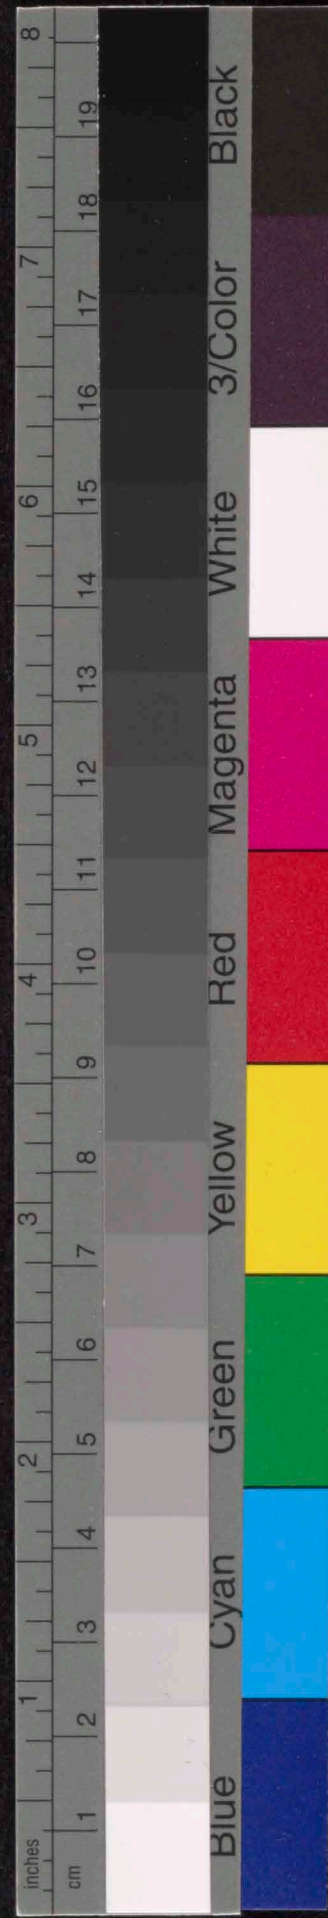 inches 1 2 3 4 5 6 7 8
cm 1 2 3 4 5 6 7 8 9 10 11 12 13 14 15 16 17 18 19
Blue Cyan Green Yellow Red Magenta White 3/Color Black